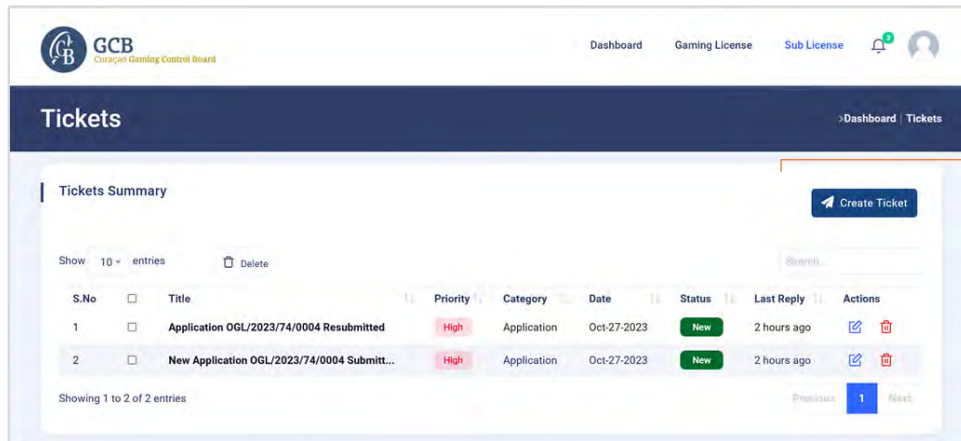 GCB
Curaçao Gaming Control Board
Dashboard Gaming License Sub License
Tickets
>Dashboard | Tickets
Tickets Summary
Create Ticket
Show 10 entries Delete Search...
S.No Title Priority Category Date Status Last Reply Actions
1 Application OGL/2023/74/0004 Resubmitted High Application Oct-27-2023 New 2 hours ago
2 New Application OGL/2023/74/0004 Submitt... High Application Oct-27-2023 New 2 hours ago
Showing 1 to 2 of 2 entries Previous 1 Next